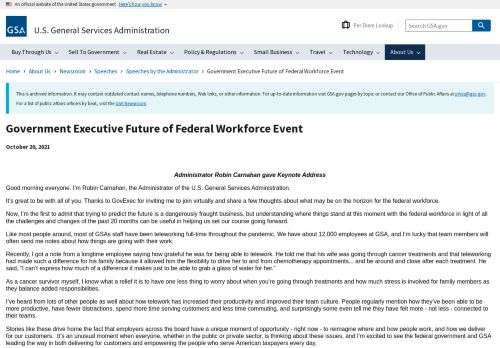 An official website of the United States government Here's how you know
GSA
U.S. General Services Administration
Per Diem Lookup
Search GSA.gov
Buy Through Us Sell To Government Real Estate Policy & Regulations Small Business Travel Technology About Us
Home › About Us › Newsroom › Speeches › Speeches by the Administrator › Government Executive Future of Federal Workforce Event
This is archived information. It may contain outdated contact names, telephone numbers, Web links, or other information. For up-to-date information visit GSA.gov pages by topic or contact our Office of Public Affairs at press@gsa.gov.
For a list of public affairs officers by beat, visit the GSA Newsroom.
Government Executive Future of Federal Workforce Event
October 20, 2021
Administrator Robin Carnahan gave Keynote Address
Good morning everyone. I'm Robin Carnahan, the Administrator of the U.S. General Services Administration.
It's great to be with all of you. Thanks to GovExec for inviting me to join virtually and share a few thoughts about what may be on the horizon for the federal workforce.
Now, I'm the first to admit that trying to predict the future is a dangerously fraught business, but understanding where things stand at this moment with the federal workforce in light of all
the challenges and changes of the past 20 months can be useful in helping us set our course going forward.
Like most people around, most of GSAs staff have been teleworking full-time throughout the pandemic. We have about 12,000 employees at GSA, and I'm lucky that team members will
often send me notes about how things are going with their work.
Recently, I got a note from a longtime employee saying how grateful he was for being able to telework. He told me that his wife was going through cancer treatments and that teleworking
had made such a difference for his family because it allowed him the flexibility to drive her to and from chemotherapy appointments... and be around and close after each treatment. He
said, "I can't express how much of a difference it makes just to be able to grab a glass of water for her."
As a cancer survivor myself, I know what a relief it is to have one less thing to worry about when you're going through treatments and how much stress is involved for family members as
they balance added responsibilities.
I've heard from lots of other people as well about how telework has increased their productivity and improved their team culture. People regularly mention how they've been able to be
more productive, have fewer distractions, spend more time serving customers and less time commuting, and surprisingly some even tell me they have felt more - not less - connected to
their teams.
Stories like these drive home the fact that employers across the board have a unique moment of opportunity - right now - to reimagine where and how people work, and how we deliver
for our customers. It's an unusual moment when everyone, whether in the public or private sector, is thinking about these issues, and I'm excited to see the federal government and GSA
leading the way in both delivering for customers and empowering the people who serve American taxpayers every day.